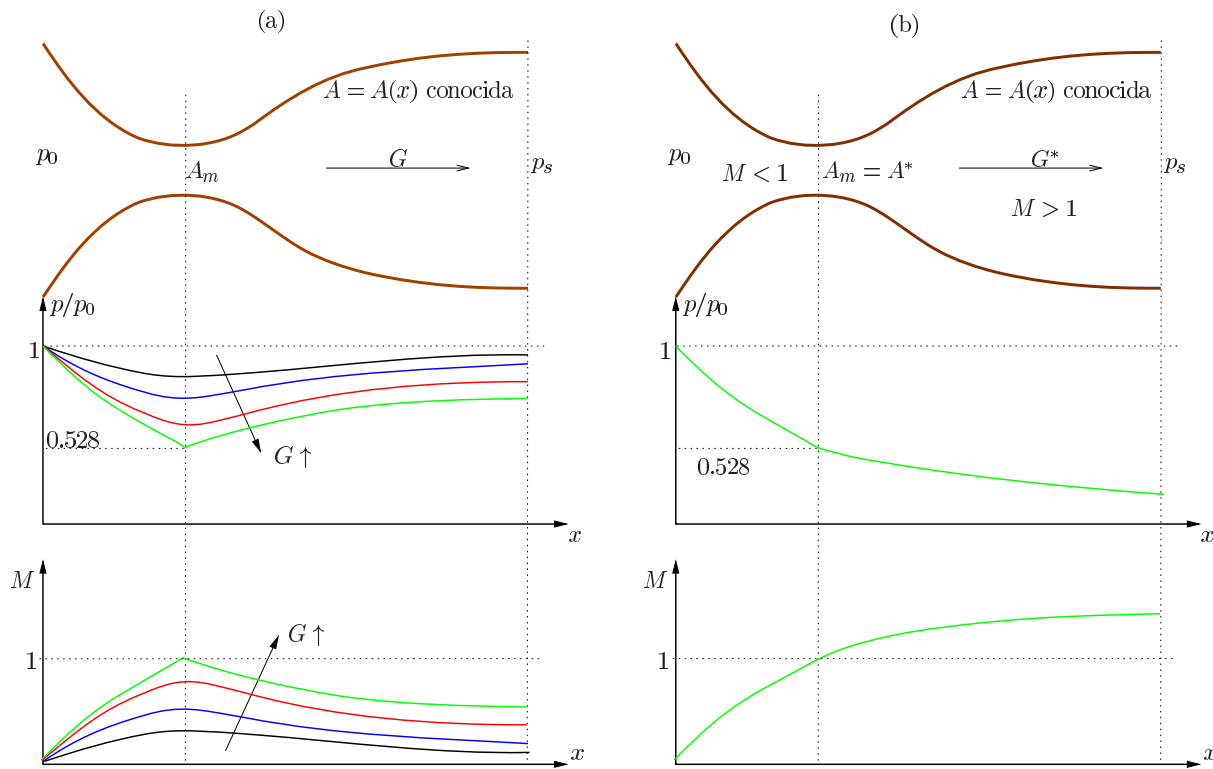 (a)
A = A(x) conocida
p₀
G
pₛ
Aₘ
p/p₀
1
0.528
G ↑
x
M
G ↑
1
x
(b)
A = A(x) conocida
p₀
G*
pₛ
M < 1
Aₘ = A*
M > 1
p/p₀
1
0.528
x
M
1
x